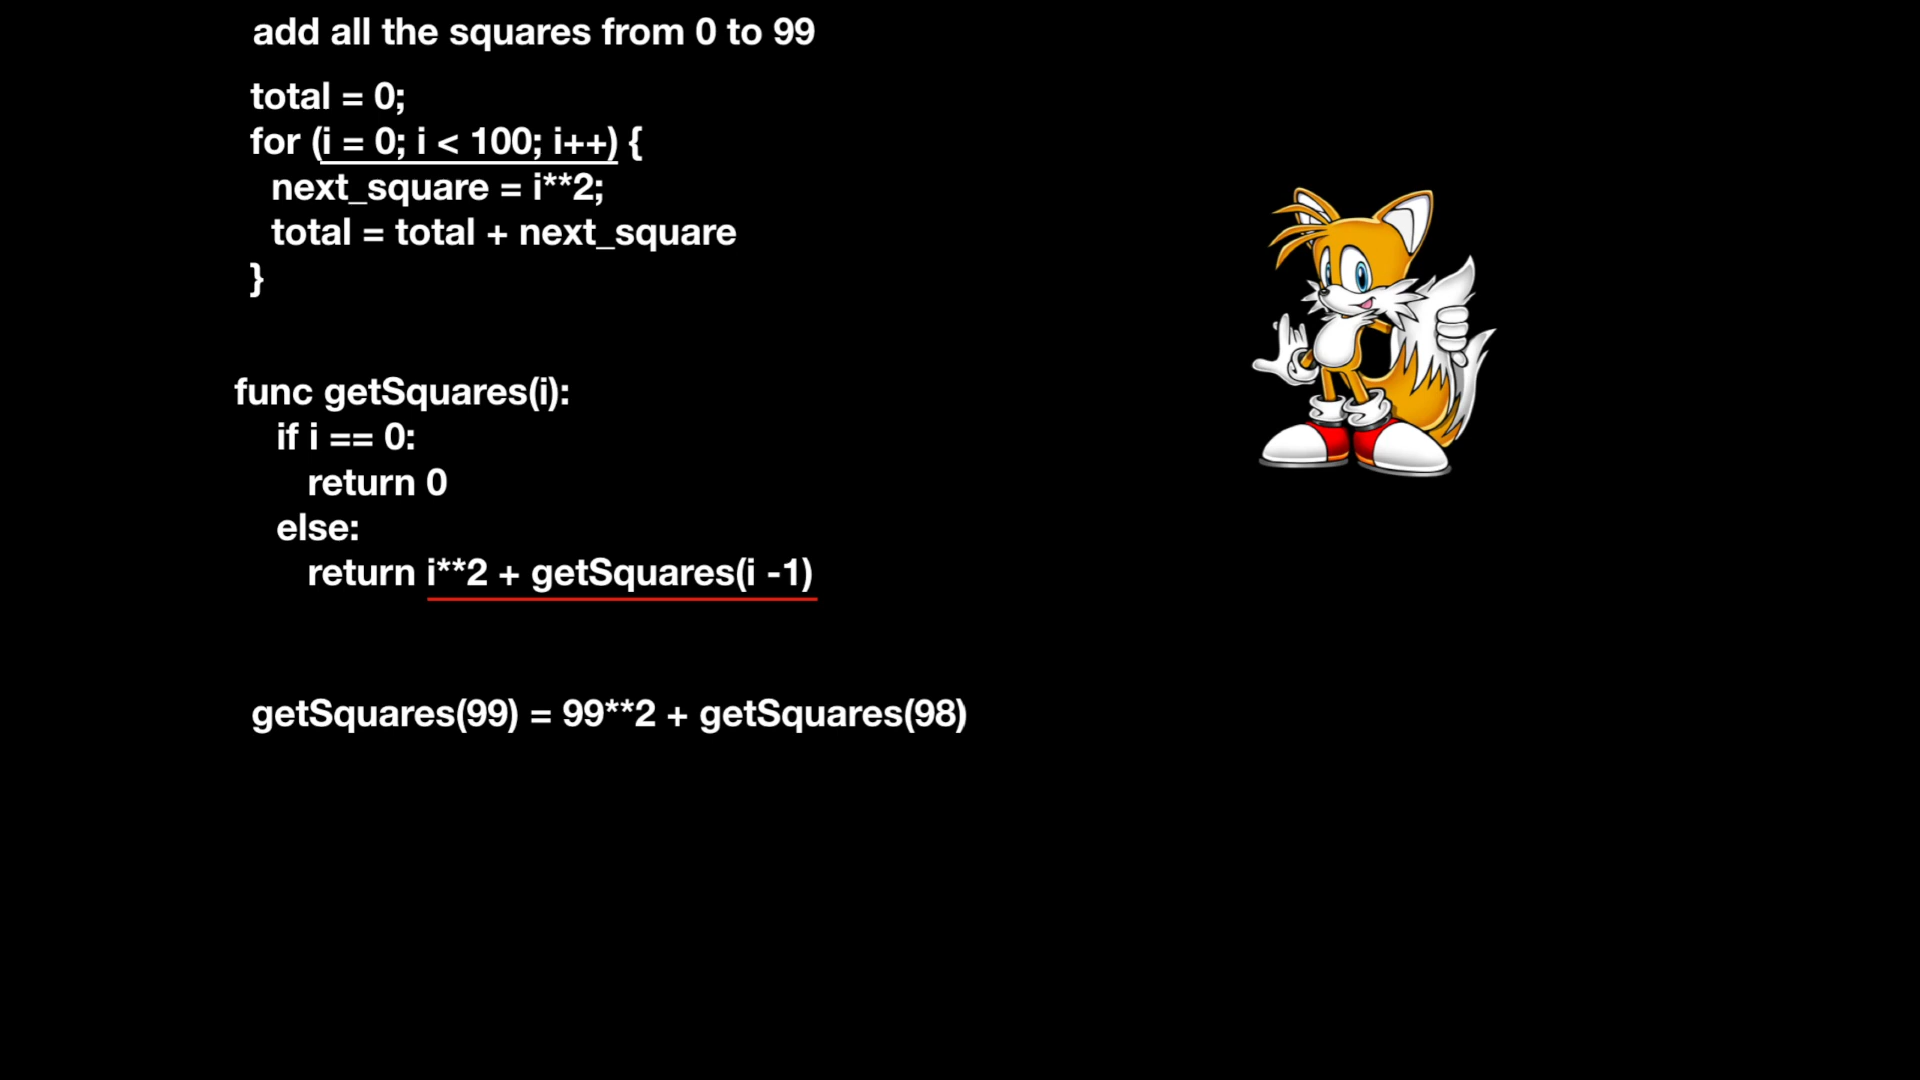 add all the squares from 0 to 99
total = 0;
for (i = 0; i < 100; i++) {
next_square = i**2;
total = total + next_square
}
func getSquares(i):
if i == 0:
return 0
else:
return i**2 + getSquares(i -1)
getSquares(99) = 99**2 + getSquares(98)